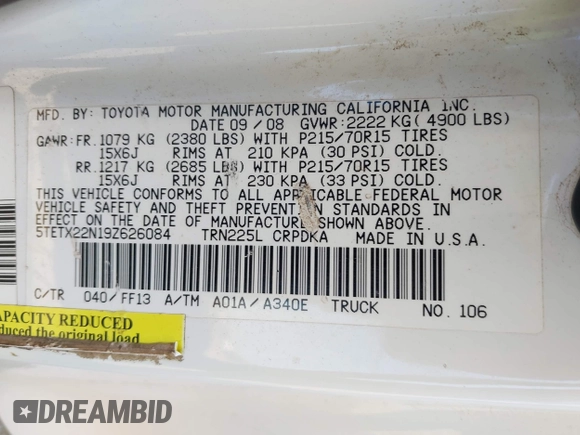 MFD. BY: TOYOTA MOTOR MANUFACTURING CALIFORNIA INC.
DATE 09/08 GVWR:2222 KG( 4900 LBS)
GAWR:FR.1079 KG (2380 LBS) WITH P215/70R15 TIRES
15X6J RIMS AT 210 KPA (30 PSI) COLD.
RR.1217 KG (2685 LBS) WITH P215/70R15 TIRES
15X6J RIMS AT 230 KPA (33 PSI) COLD.
THIS VEHICLE CONFORMS TO ALL APPLICABLE FEDERAL MOTOR
VEHICLE SAFETY AND THEFT PREVENTION STANDARDS IN
EFFECT ON THE DATE OF MANUFACTURE SHOWN ABOVE.
5TETX22N19Z626084 TRN225L CRPDKA MADE IN U.S.A.
C/TR 040/FF13 A/TM A01A/A340E TRUCK NO. 106
CAPACITY REDUCED
duced the original load
DREAMBID